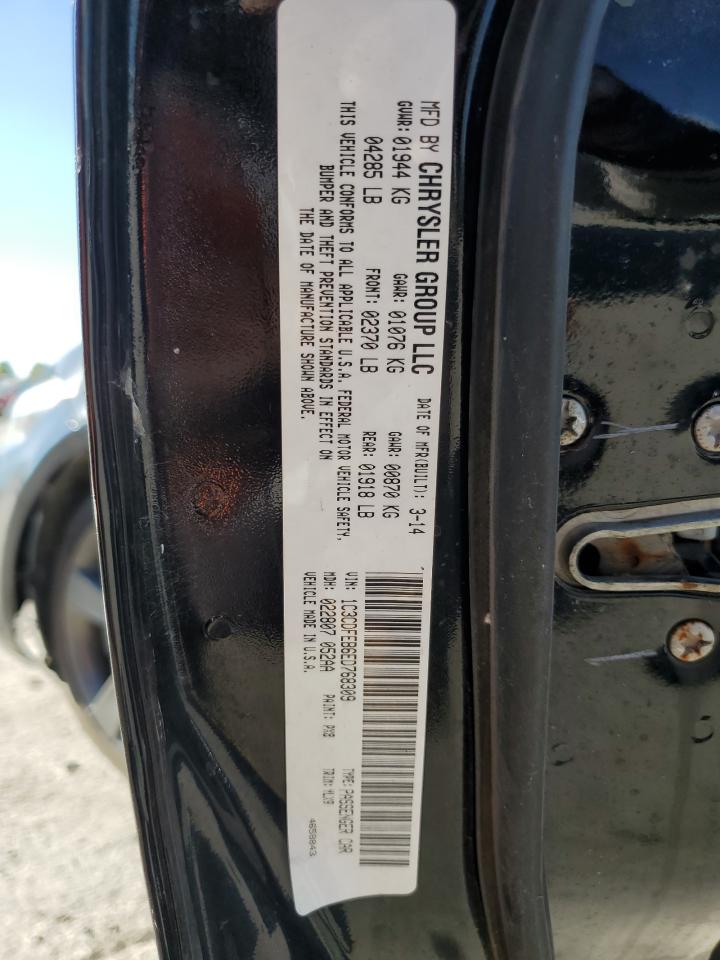 MFD BY CHRYSLER GROUP LLC DATE OF MFR(BUILT): 3-14
GVWR: 01944 KG GAWR: 01076 KG GAWR: 00870 KG
04285 LB FRONT: 02370 LB REAR: 01918 LB
THIS VEHICLE CONFORMS TO ALL APPLICABLE U.S.A. FEDERAL MOTOR VEHICLE SAFETY,
BUMPER AND THEFT PREVENTION STANDARDS IN EFFECT ON
THE DATE OF MANUFACTURE SHOWN ABOVE.
VIN: 1C3CDFEB6ED768309 TYPE: PASSENGER CAR
MDH: 022807 052AA PAINT: PX8 TRIM:
VEHICLE MADE IN U.S.A.